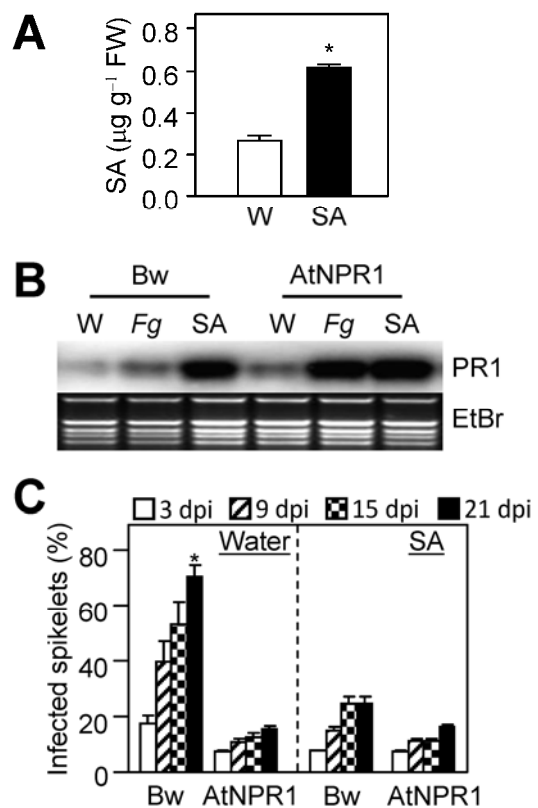 A
SA (μg g⁻¹ FW)
0.8
0.6
0.4
0.2
0.0
*
W SA
B
Bw AtNPR1
W Fg SA W Fg SA
PR1
EtBr
C
3 dpi 9 dpi 15 dpi 21 dpi
Infected spikelets (%)
80
60
40
20
0
Water SA
*
Bw AtNPR1 Bw AtNPR1